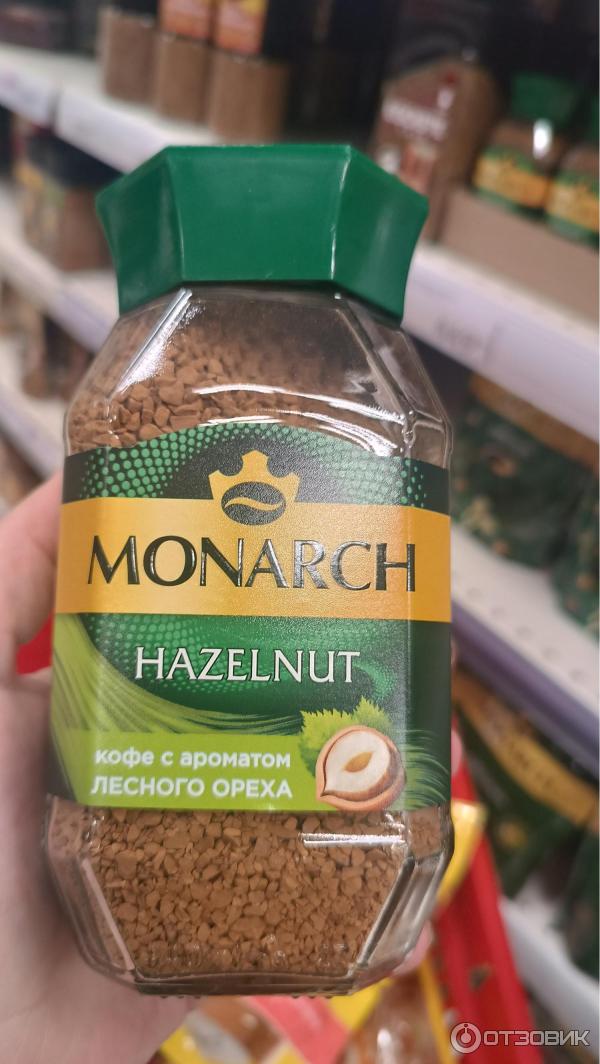 MONARCH
HAZELNUT
кофе с ароматом
ЛЕСНОГО ОРЕХА
ОТЗОВИК